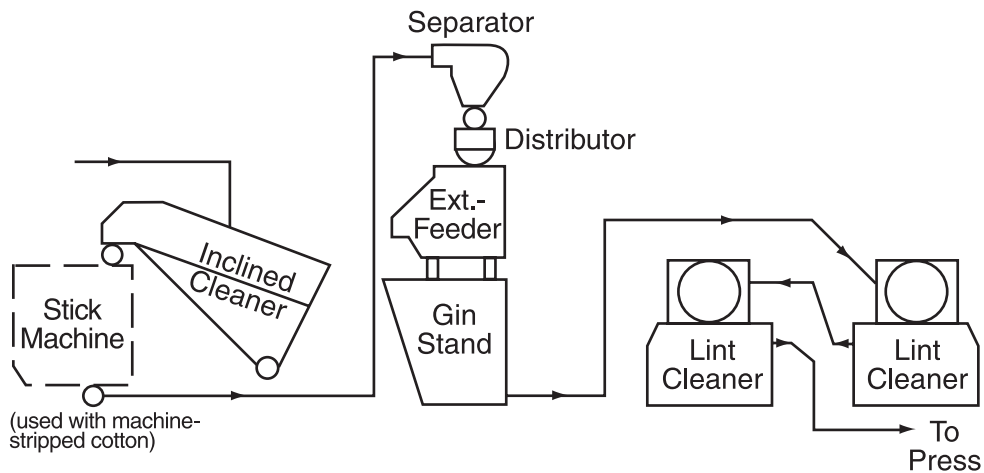 Separator
Distributor
Ext.-
Feeder
Inclined
Cleaner
Stick
Machine
(used with machine-
stripped cotton)
Gin
Stand
Lint
Cleaner
Lint
Cleaner
To
Press